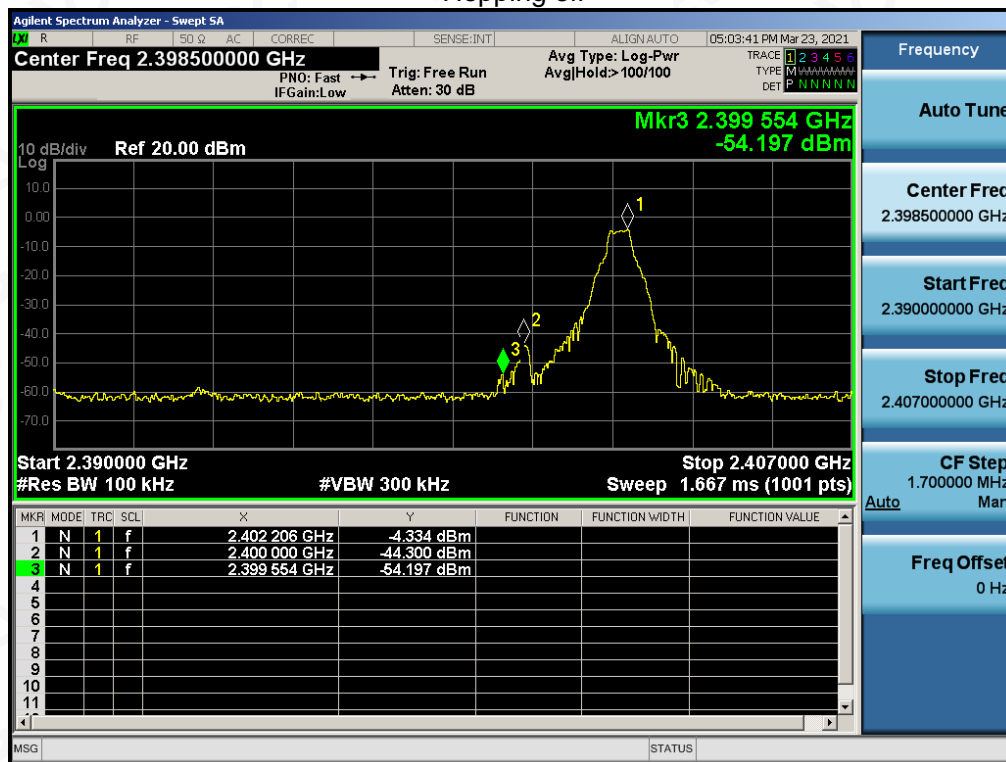 Agilent Spectrum Analyzer - Swept SA
LXI R RF 50 Ω AC CORREC SENSE:INT ALIGNAUTO 05:03:41 PM Mar 23, 2021
Center Freq 2.398500000 GHz
PNO: Fast
IFGain:Low
Trig: Free Run
Atten: 30 dB
Avg Type: Log-Pwr
Avg|Hold:>100/100
TRACE 1 2 3 4 5 6
TYPE M WWWWW
DET P N N N N N
Mkr3 2.399 554 GHz
-54.197 dBm
10 dB/div Ref 20.00 dBm
Log
10.0
0.00
-10.0
-20.0
-30.0
-40.0
-50.0
-60.0
-70.0
1
2
3
Start 2.390000 GHz Stop 2.407000 GHz
#Res BW 100 kHz #VBW 300 kHz Sweep 1.667 ms (1001 pts)
MKR MODE TRC SCL X Y FUNCTION FUNCTION WIDTH FUNCTION VALUE
1 N 1 f 2.402 206 GHz -4.334 dBm
2 N 1 f 2.400 000 GHz -44.300 dBm
3 N 1 f 2.399 554 GHz -54.197 dBm
4
5
6
7
8
9
10
11
MSG STATUS
Frequency
Auto Tune
Center Freq
2.398500000 GHz
Start Freq
2.390000000 GHz
Stop Freq
2.407000000 GHz
CF Step
1.700000 MHz
Auto Man
Freq Offset
0 Hz